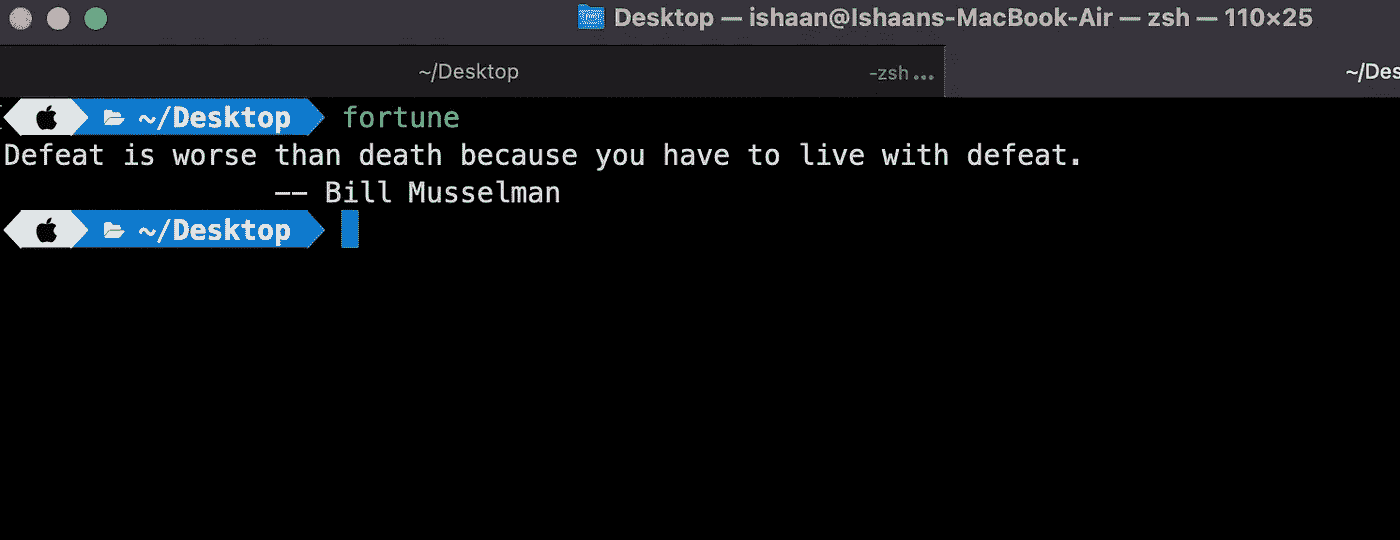 Desktop — ishaan@Ishaans-MacBook-Air — zsh — 110×25
~/Desktop -zsh... ~/Des
~/Desktop fortune
Defeat is worse than death because you have to live with defeat.
-- Bill Musselman
~/Desktop